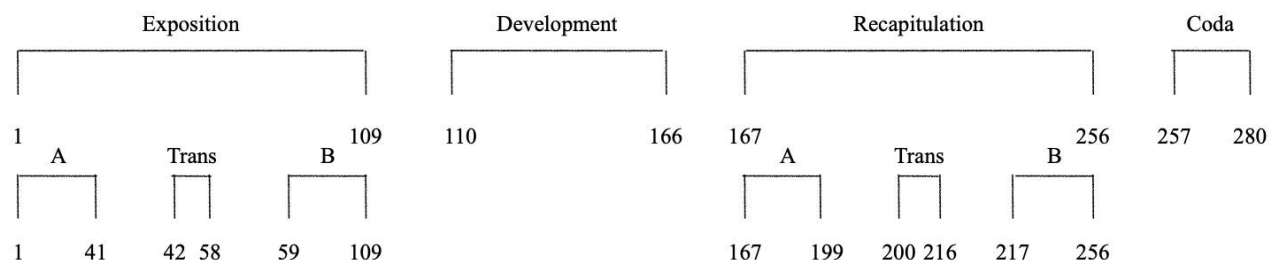 Exposition Development Recapitulation Coda
1 109 110 166 167 256 257 280
A Trans B A Trans B
1 41 42 58 59 109 167 199 200 216 217 256